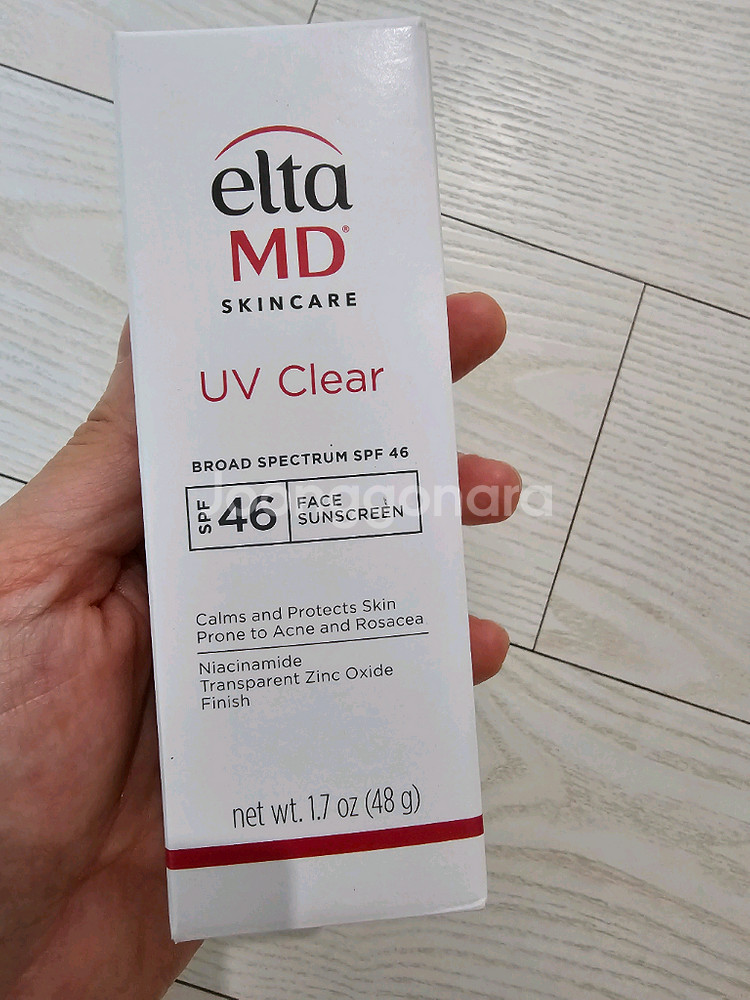 elta
MD®
SKINCARE
UV Clear
BROAD SPECTRUM SPF 46
SPF 46 FACE
SUNSCREEN
Joonggonara
Calms and Protects Skin
Prone to Acne and Rosacea
Niacinamide
Transparent Zinc Oxide
Finish
net wt. 1.7 oz (48 g)